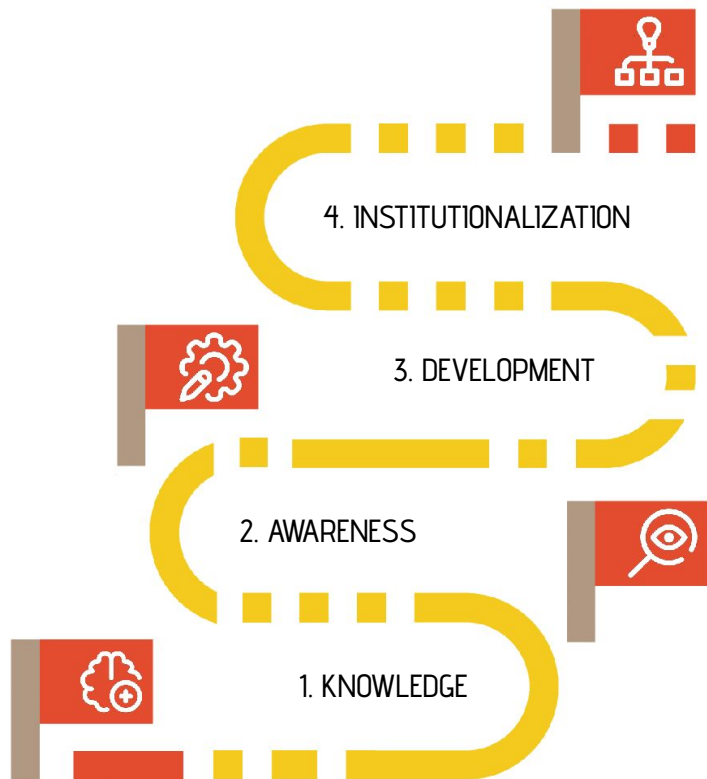 4. INSTITUTIONALIZATION
3. DEVELOPMENT
2. AWARENESS
1. KNOWLEDGE